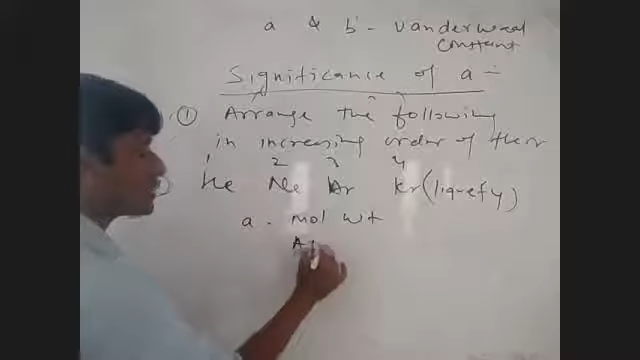 a & b - Vanderwaal
Constant
Significance of a -
① Arrange the following
in increasing order of their
1 2 3 4
He Ne Ar Kr (liquefy)
a - mol wt
A